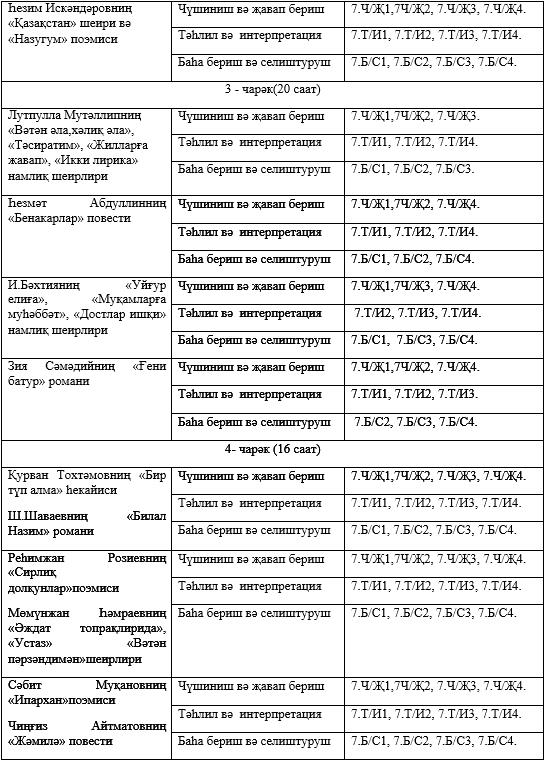 Һезим Искәндәровниң «Қазақстан» шеири вә «Назугум» поэмиси
Чүшиниш вә җавап бериш 7.Ч/Җ1,7Ч/Җ2, 7.Ч/Җ3, 7.Ч/Җ4.
Тәһлил вә интерпретация 7.Т/И1, 7.Т/И2, 7.Т/И3, 7.Т/И4.
Баһа бериш вә селиштуруш 7.Б/С1, 7.Б/С2, 7.Б/С3, 7.Б/С4.
3 - чарәк(20 саат)
Лутпулла Мутәллипниң «Вәтән әла,хәлиқ әла», «Тәсиратим», «Жилларға жавап», «Икки лирика» намлиқ шеирлири
Чүшиниш вә җавап бериш 7.Ч/Җ1,7Ч/Җ2, 7.Ч/Җ3.
Тәһлил вә интерпретация 7.Т/И1, 7.Т/И2, 7.Т/И4.
Баһа бериш вә селиштуруш 7.Б/С1, 7.Б/С2, 7.Б/С3.
Һезмәт Абдуллинниң «Бенакарлар» повести
Чүшиниш вә җавап бериш 7.Ч/Җ1,7Ч/Җ2, 7.Ч/Җ4.
Тәһлил вә интерпретация 7.Т/И1, 7.Т/И2, 7.Т/И4.
Баһа бериш вә селиштуруш 7.Б/С1, 7.Б/С2, 7.Б/С4.
И.Бәхтияниң «Уйғур елиға», «Муқамларға муһәббәт», «Достлар ишқи» намлиқ шеирлири
Чүшиниш вә җавап бериш 7.Ч/Җ1,7Ч/Җ3, 7.Ч/Җ4.
Тәһлил вә интерпретация 7.Т/И2, 7.Т/И3, 7.Т/И4.
Баһа бериш вә селиштуруш 7.Б/С1, 7.Б/С3, 7.Б/С4.
Зия Сәмәдийниң «Ғени батур» романи
Чүшиниш вә җавап бериш 7.Ч/Җ1,7Ч/Җ2, 7.Ч/Җ4.
Тәһлил вә интерпретация 7.Т/И1, 7.Т/И2, 7.Т/И3.
Баһа бериш вә селиштуруш 7.Б/С2, 7.Б/С3, 7.Б/С4.
4- чарәк (16 саат)
Қурван Тохтәмовниң «Бир түп алма» һекайиси
Ш.Шаваевниң «Билал Назим» романи
Чүшиниш вә җавап бериш 7.Ч/Җ1,7Ч/Җ2, 7.Ч/Җ3, 7.Ч/Җ4.
Тәһлил вә интерпретация 7.Т/И1, 7.Т/И2, 7.Т/И3, 7.Т/И4.
Баһа бериш вә селиштуруш 7.Б/С1, 7.Б/С2, 7.Б/С3, 7.Б/С4.
Реһимжан Розиевниң «Сирлиқ долқунлар»поэмиси
Мөмүнжан Һәмраевниң «Әждат топрақлирида», «Устаз» «Вәтән пәрзәндимән»шеирлири
Чүшиниш вә җавап бериш 7.Ч/Җ1,7Ч/Җ2, 7.Ч/Җ3, 7.Ч/Җ4.
Тәһлил вә интерпретация 7.Т/И1, 7.Т/И2, 7.Т/И3, 7.Т/И4.
Баһа бериш вә селиштуруш 7.Б/С1, 7.Б/С2, 7.Б/С3, 7.Б/С4.
Сәбит Муқановниң «Ипархан»поэмиси
Чиңғиз Айтматовниң «Жәмилә» повести
Чүшиниш вә җавап бериш 7.Ч/Җ1,7Ч/Җ2, 7.Ч/Җ3, 7.Ч/Җ4.
Тәһлил вә интерпретация 7.Т/И1, 7.Т/И2, 7.Т/И3, 7.Т/И4.
Баһа бериш вә селиштуруш 7.Б/С1, 7.Б/С2, 7.Б/С3, 7.Б/С4.